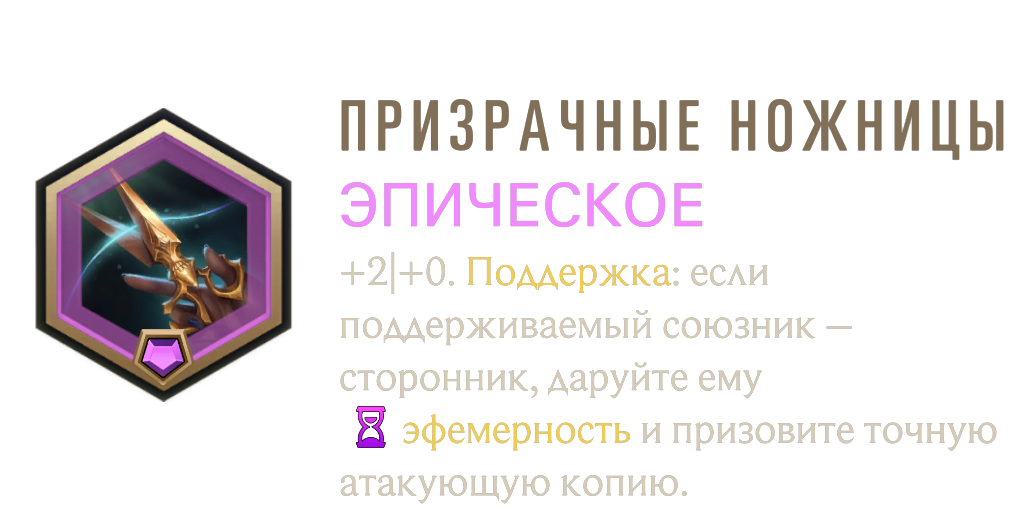 ПРИЗРАЧНЫЕ НОЖНИЦЫ
ЭПИЧЕСКОЕ
+2|+0. Поддержка: если
поддерживаемый союзник —
сторонник, даруйте ему
эфемерность и призовите точную
атакующую копию.